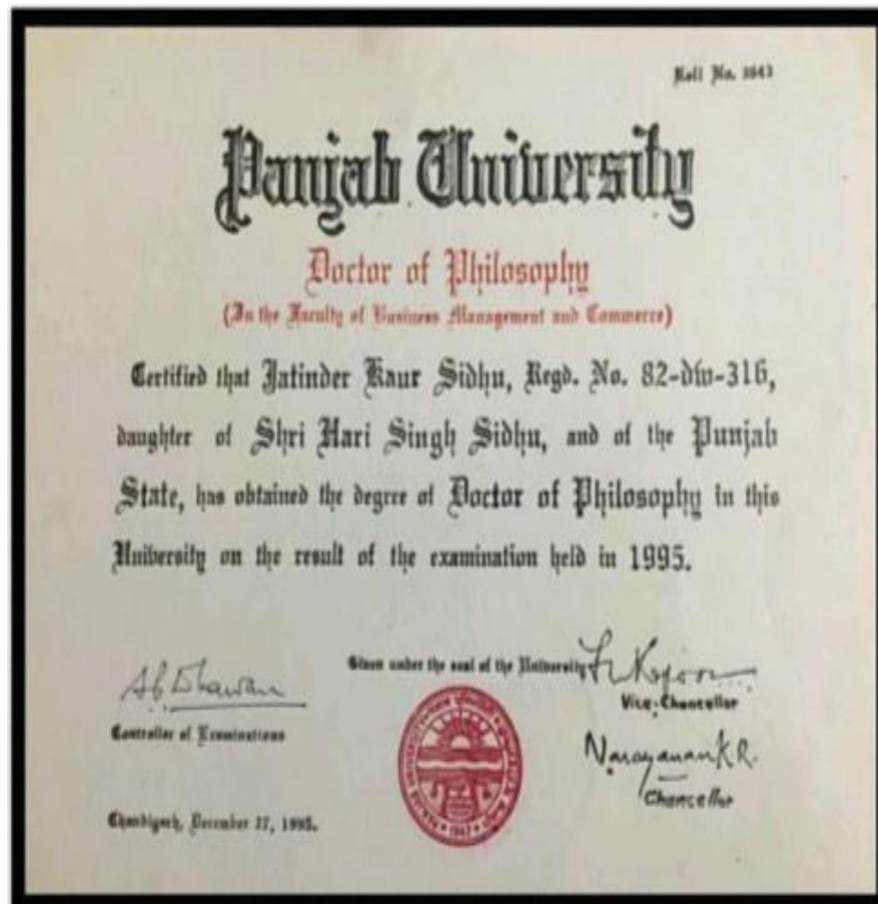 Roll No. 3643
Panjab University
Doctor of Philosophy
(In the Faculty of Business Management and Commerce)
Certified that Jatinder Kaur Sidhu, Regd. No. 82-dw-316,
daughter of Shri Hari Singh Sidhu, and of the Punjab
State, has obtained the degree of Doctor of Philosophy in this
University on the result of the examination held in 1995.
Given under the seal of the University
Vice-Chancellor
Controller of Examinations
Narayanan K.R.
Chancellor
Chandigarh, December 27, 1995.